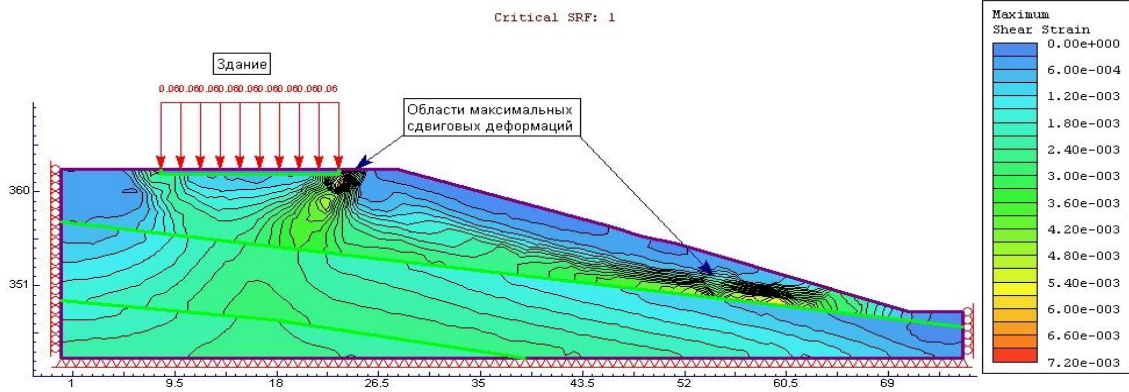 Critical SRF: 1
Maximum
Shear Strain
0.00e+000
6.00e-004
1.20e-003
1.80e-003
2.40e-003
3.00e-003
3.60e-003
4.20e-003
4.80e-003
5.40e-003
6.00e-003
6.60e-003
7.20e-003
Здание
0.060.060.060.060.060.060.060.060.06
Области максимальных
сдвиговых деформаций
360
351
1 9.5 18 26.5 35 43.5 52 60.5 69